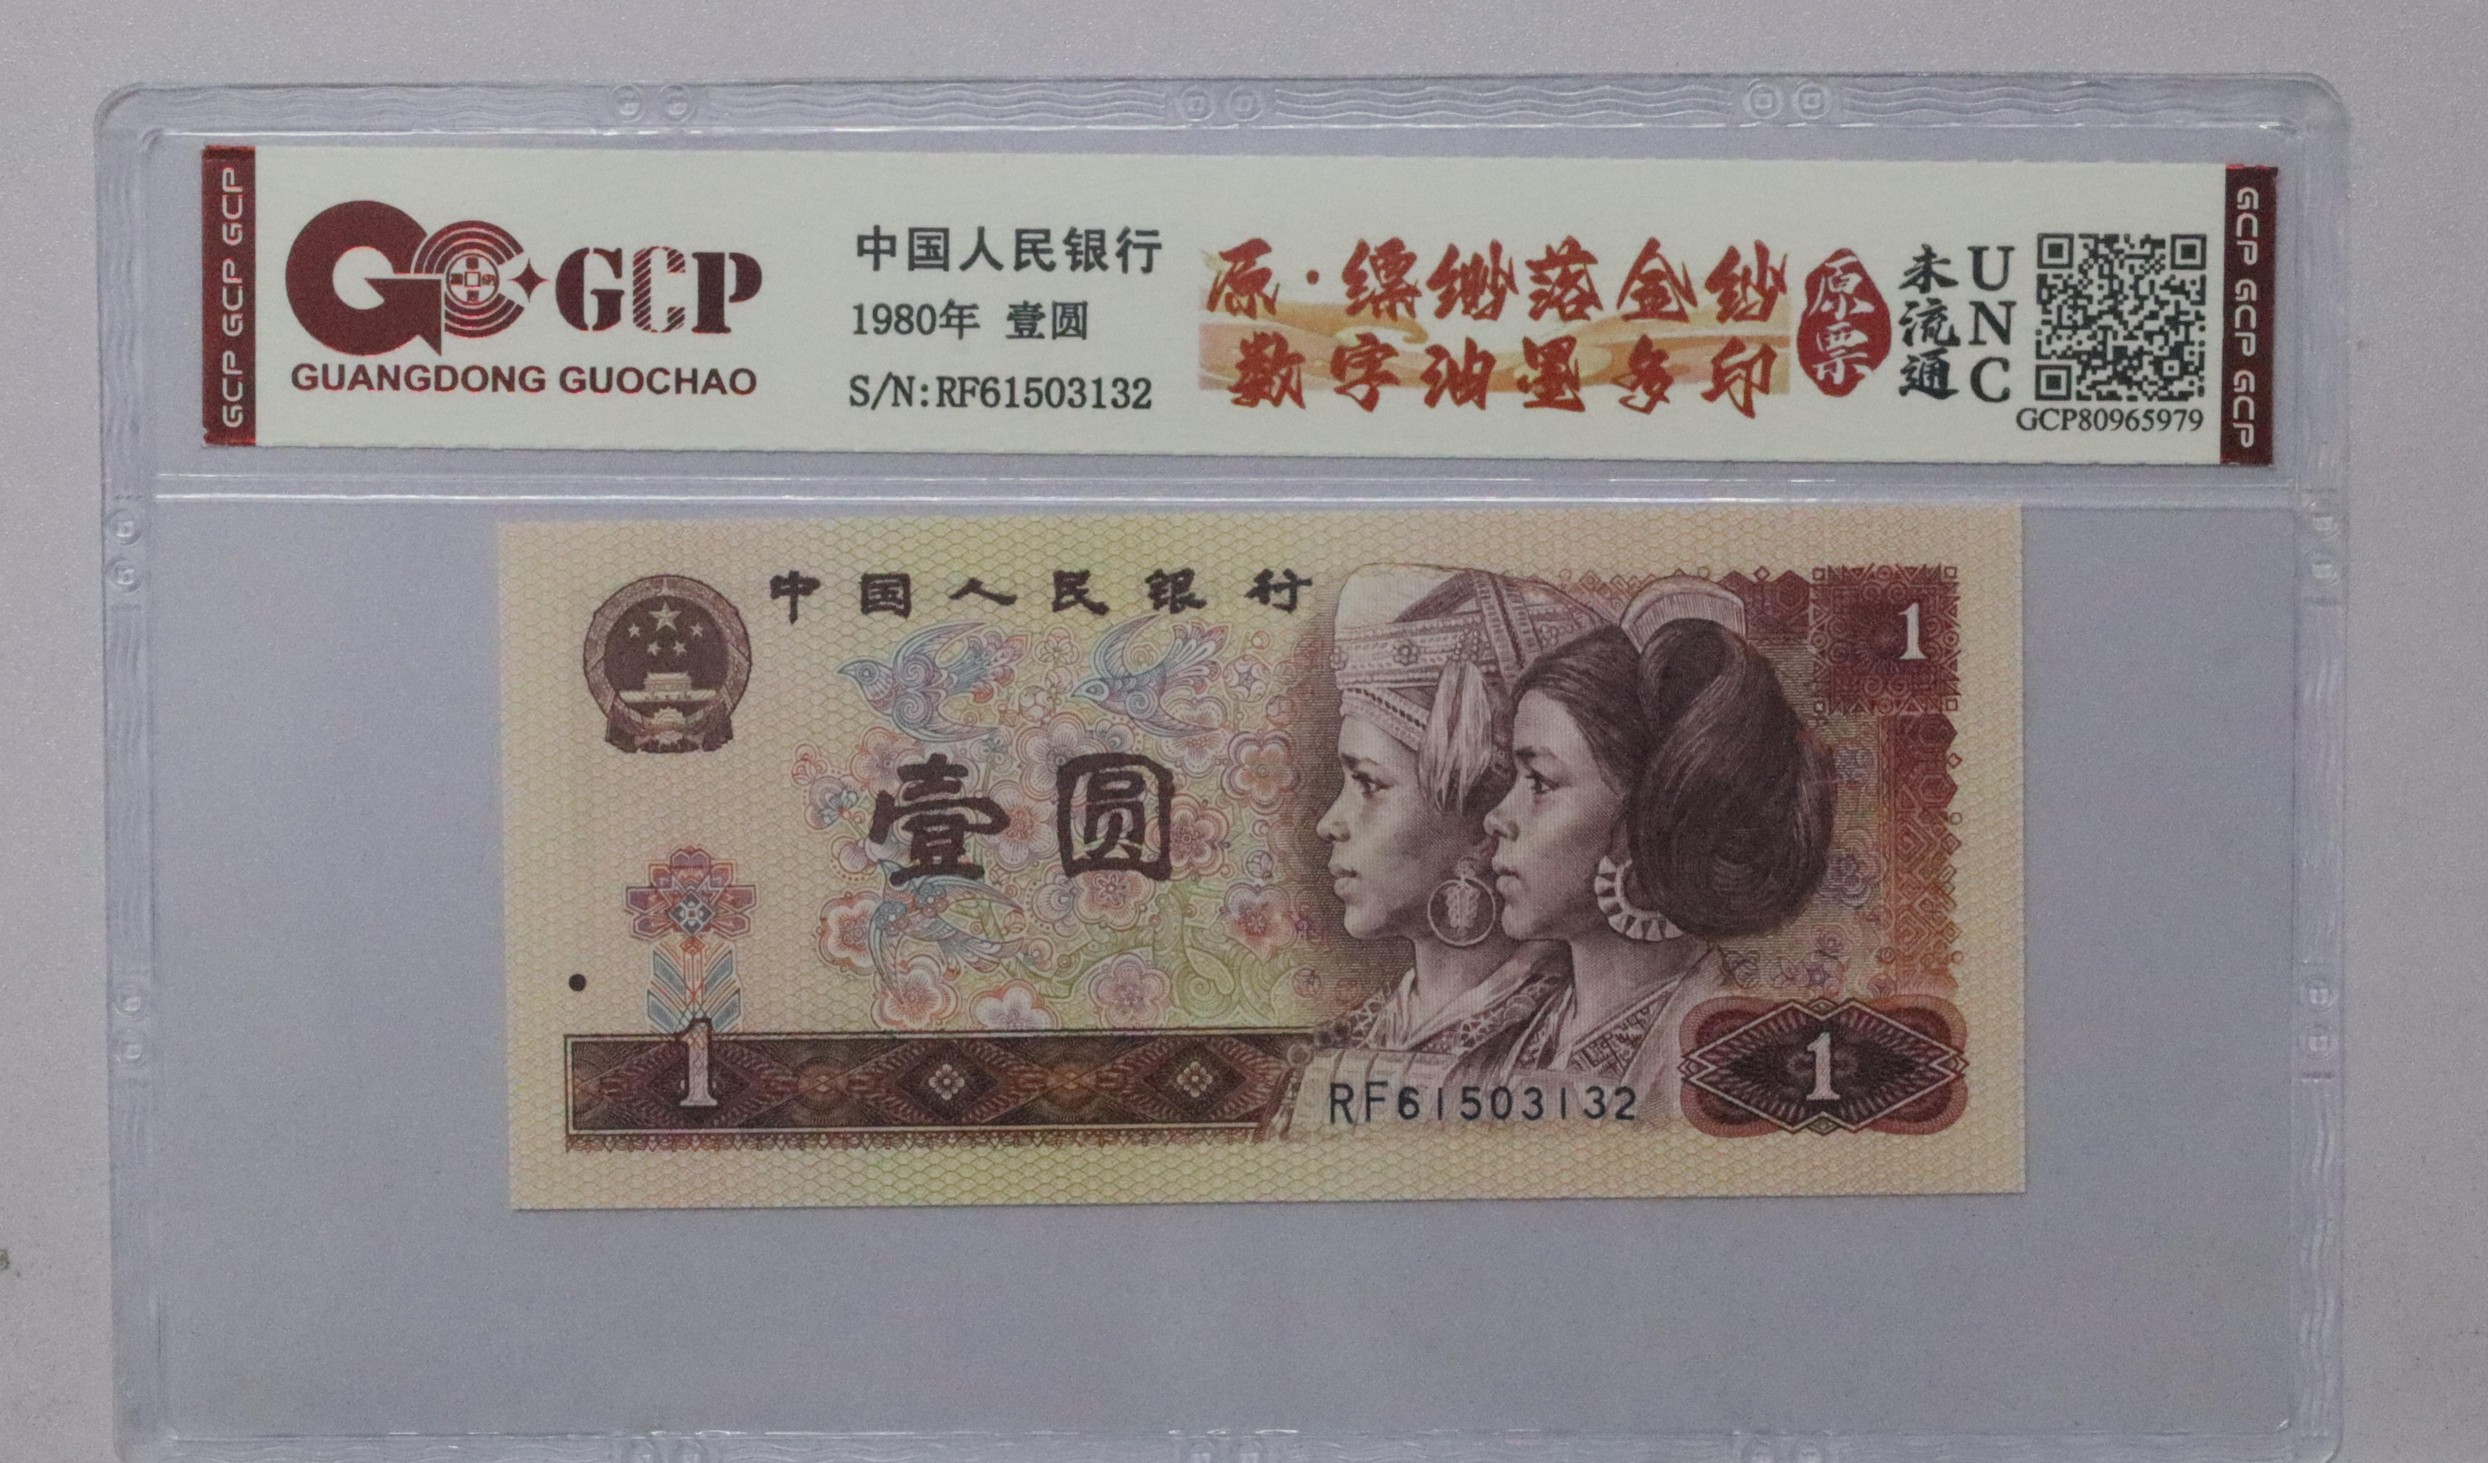 GCP GCP GCP
GCP
GUANGDONG GUOCHAO
中国人民银行
1980年 壹圆
S/N:RF61503132
原·缥缈落金纱
数字油墨多印
原票
未流通
UNC
GCP80965979
GCP GCP GCP
中国人民银行
1
壹圆
1
RF61503132
1